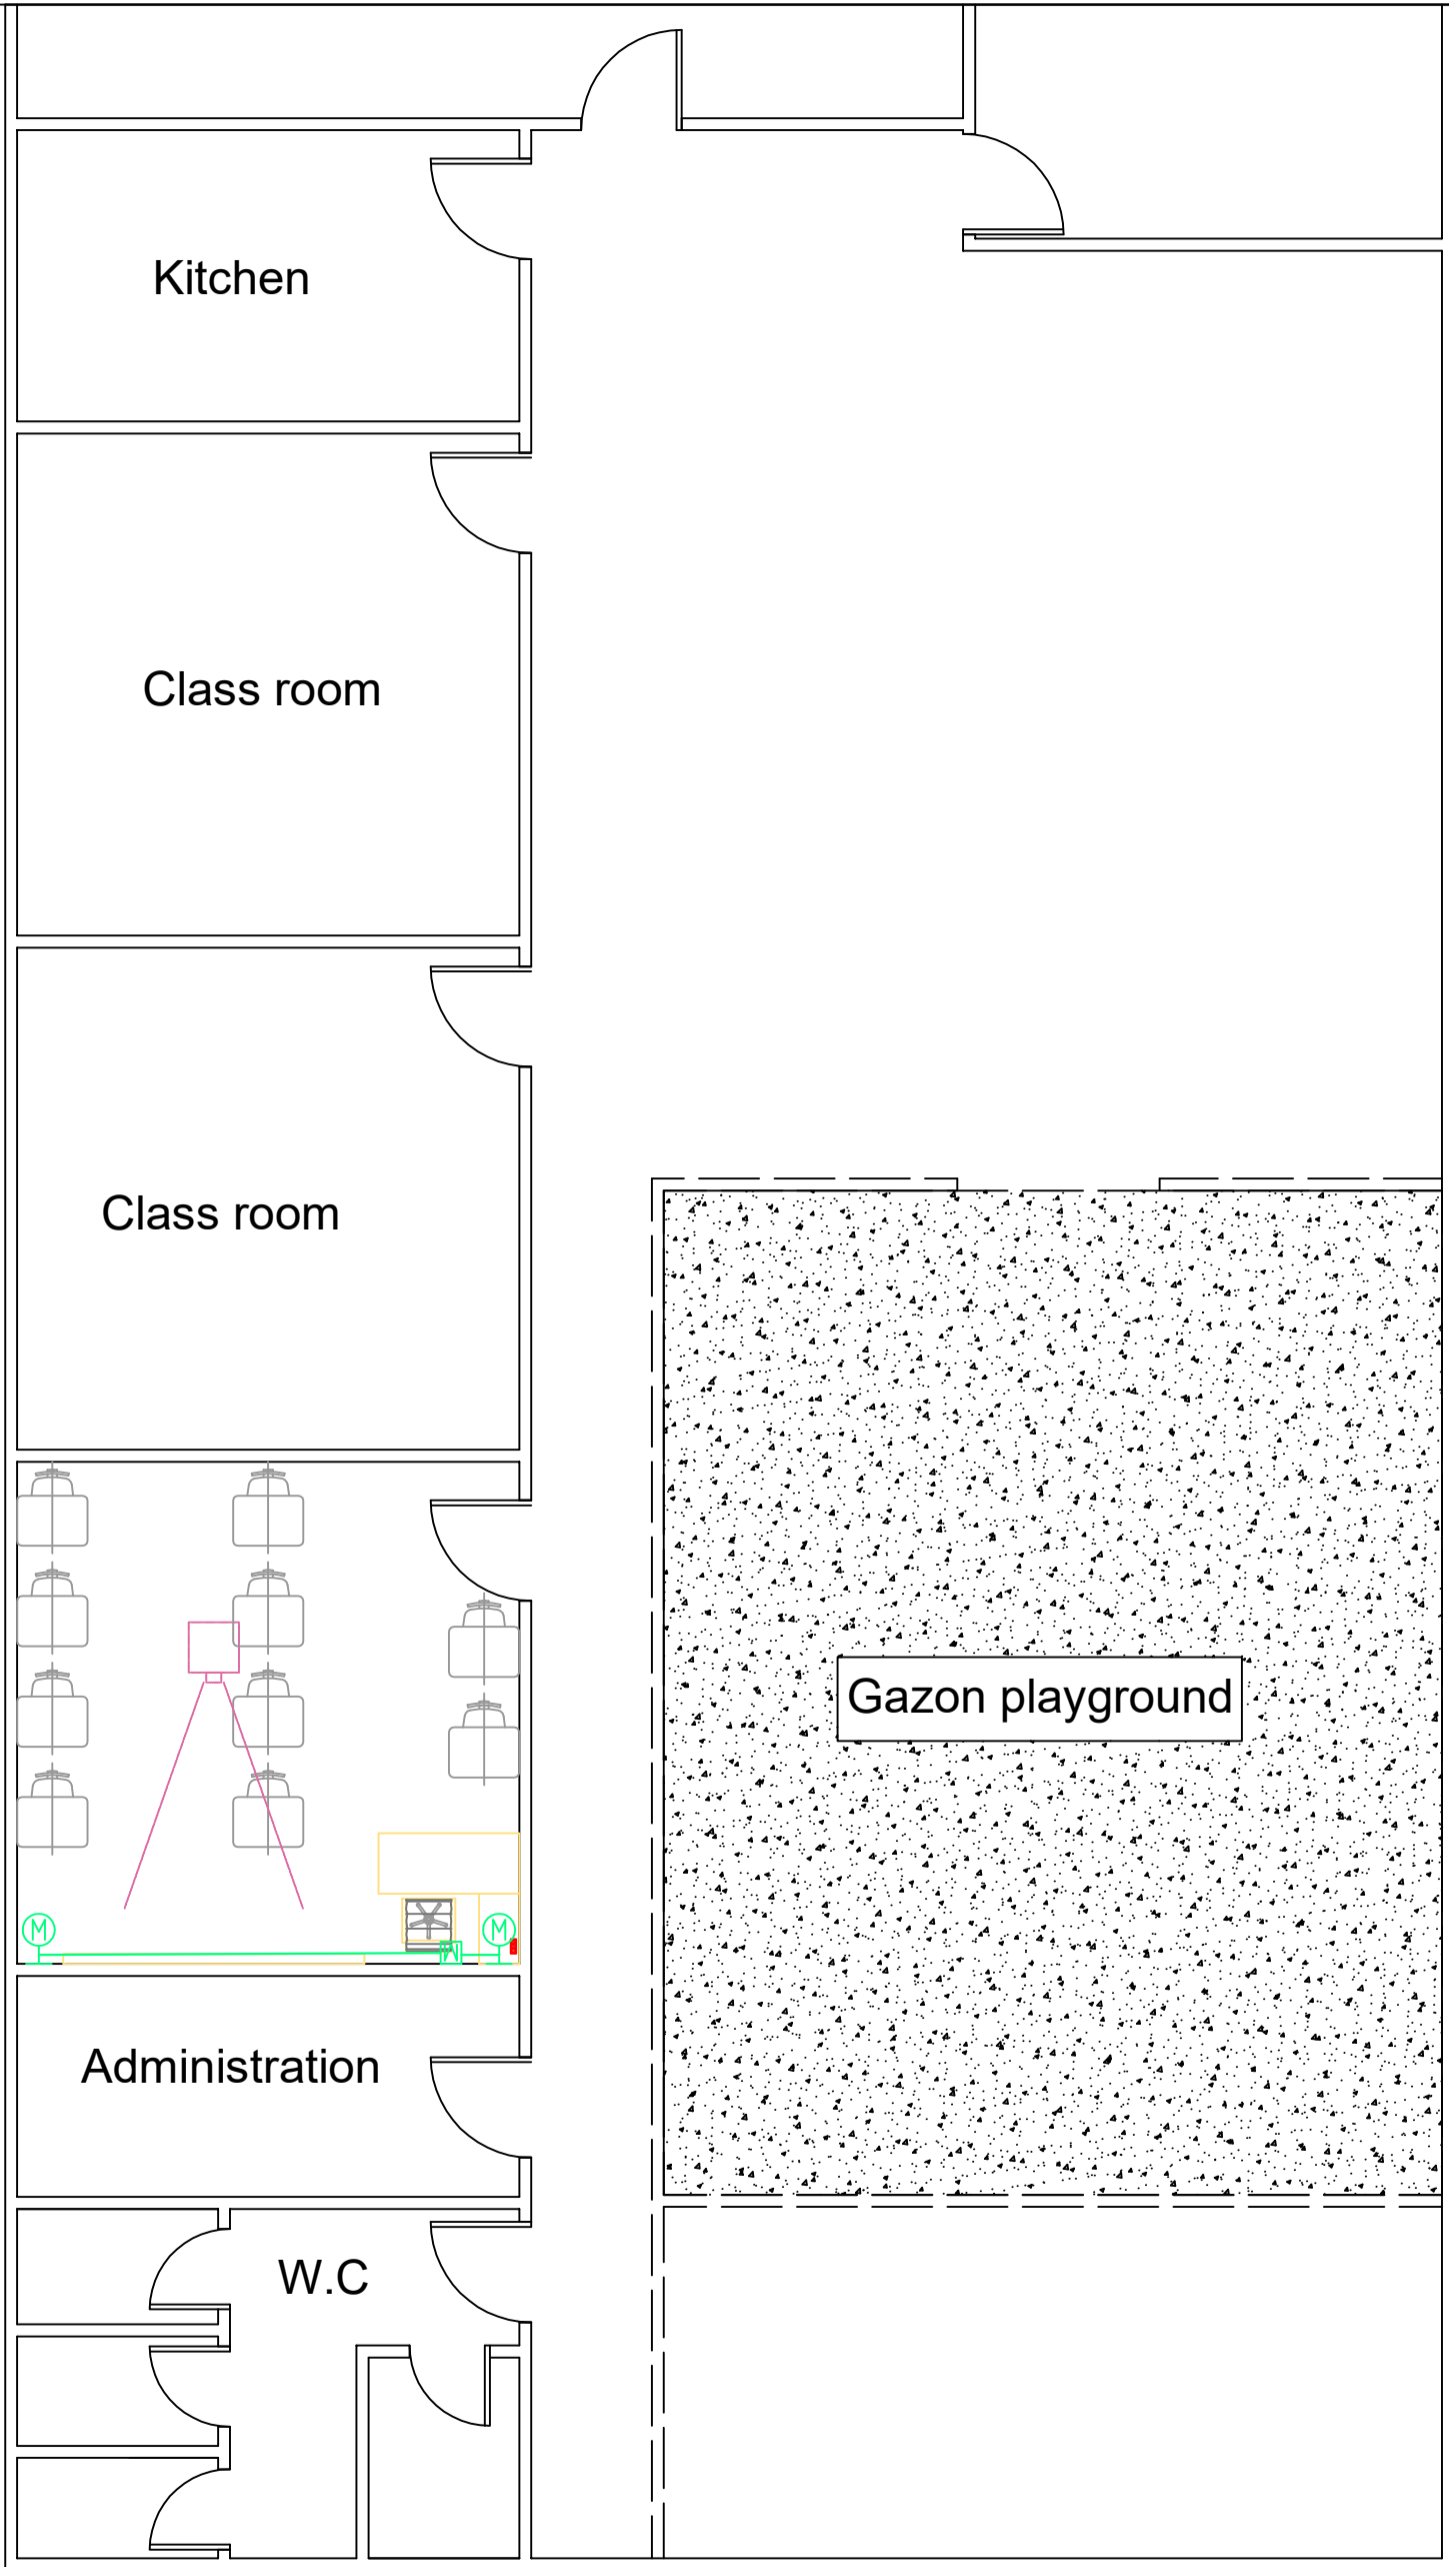 Kitchen
Class room
Class room
Gazon playground
M
M
M
Administration
W.C